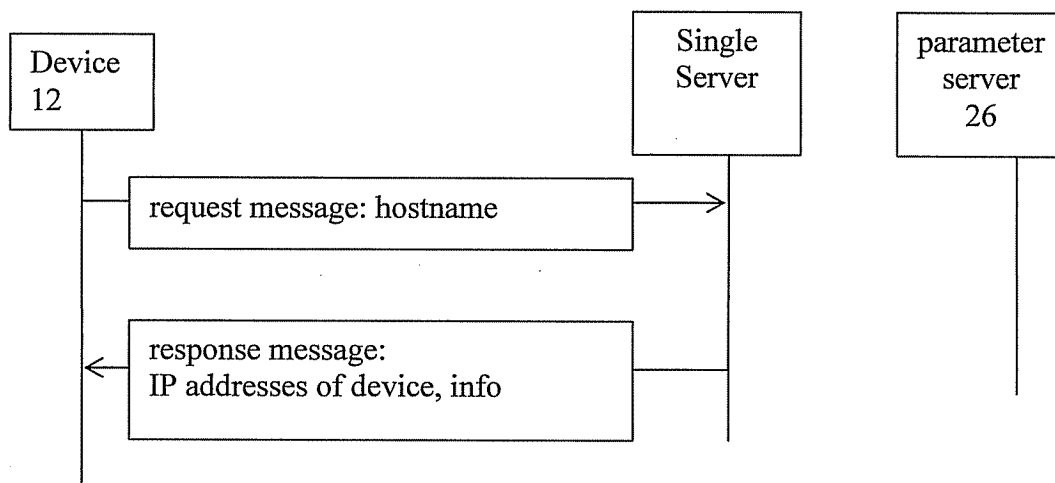 Device
12
Single
Server
parameter
server
26
request message: hostname
response message:
IP addresses of device, info